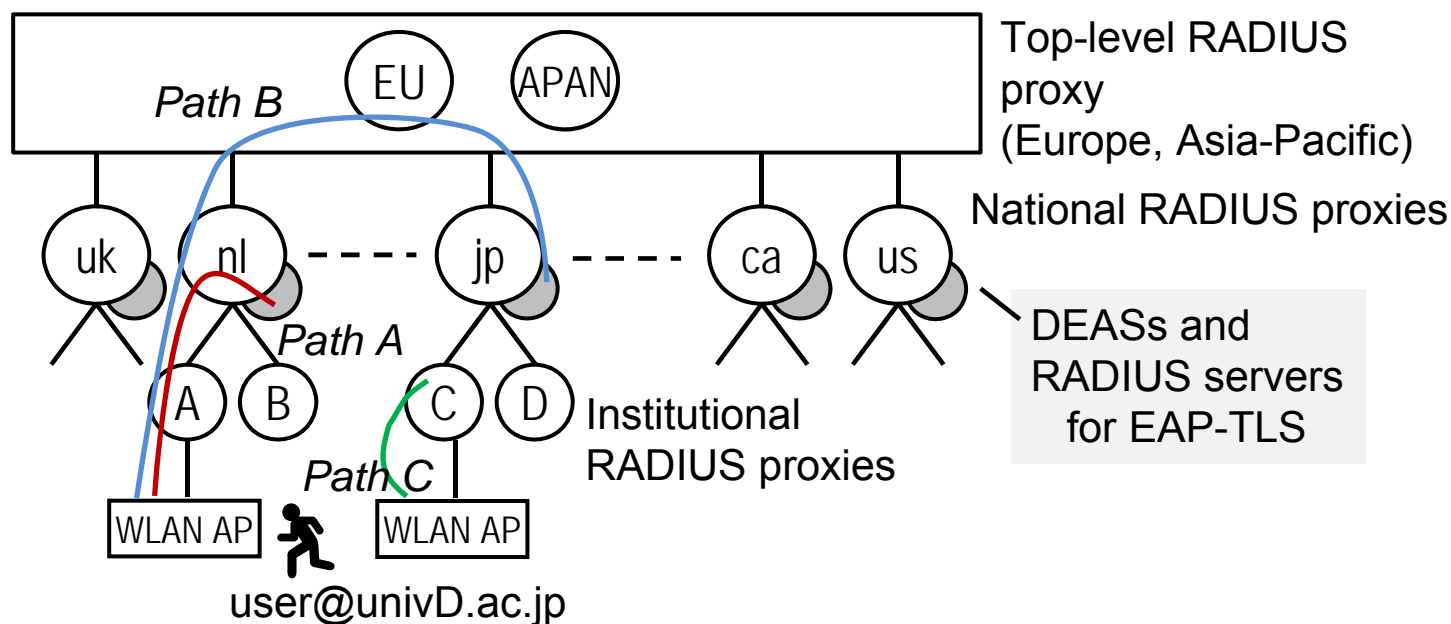 Top-level RADIUS
proxy
(Europe, Asia-Pacific)
EU
APAN
Path B
National RADIUS proxies
uk
nl
jp
ca
us
DEASs and
RADIUS servers
for EAP-TLS
Path A
A
B
C
D
Institutional
RADIUS proxies
Path C
WLAN AP
WLAN AP
user@univD.ac.jp